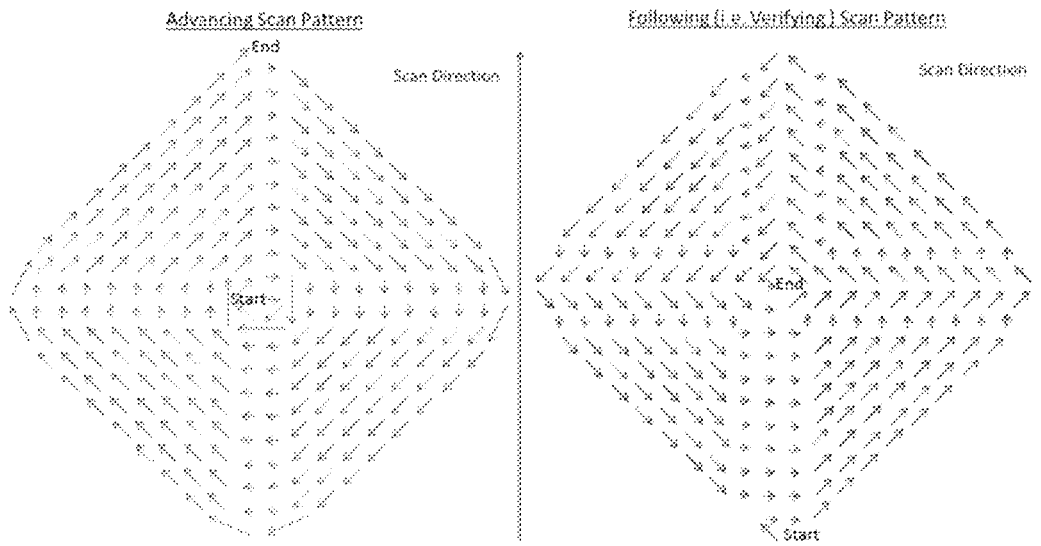 Advancing Scan Pattern
End
Scan Direction
Start
Following (i.e. Verifying) Scan Pattern
Scan Direction
End
Start